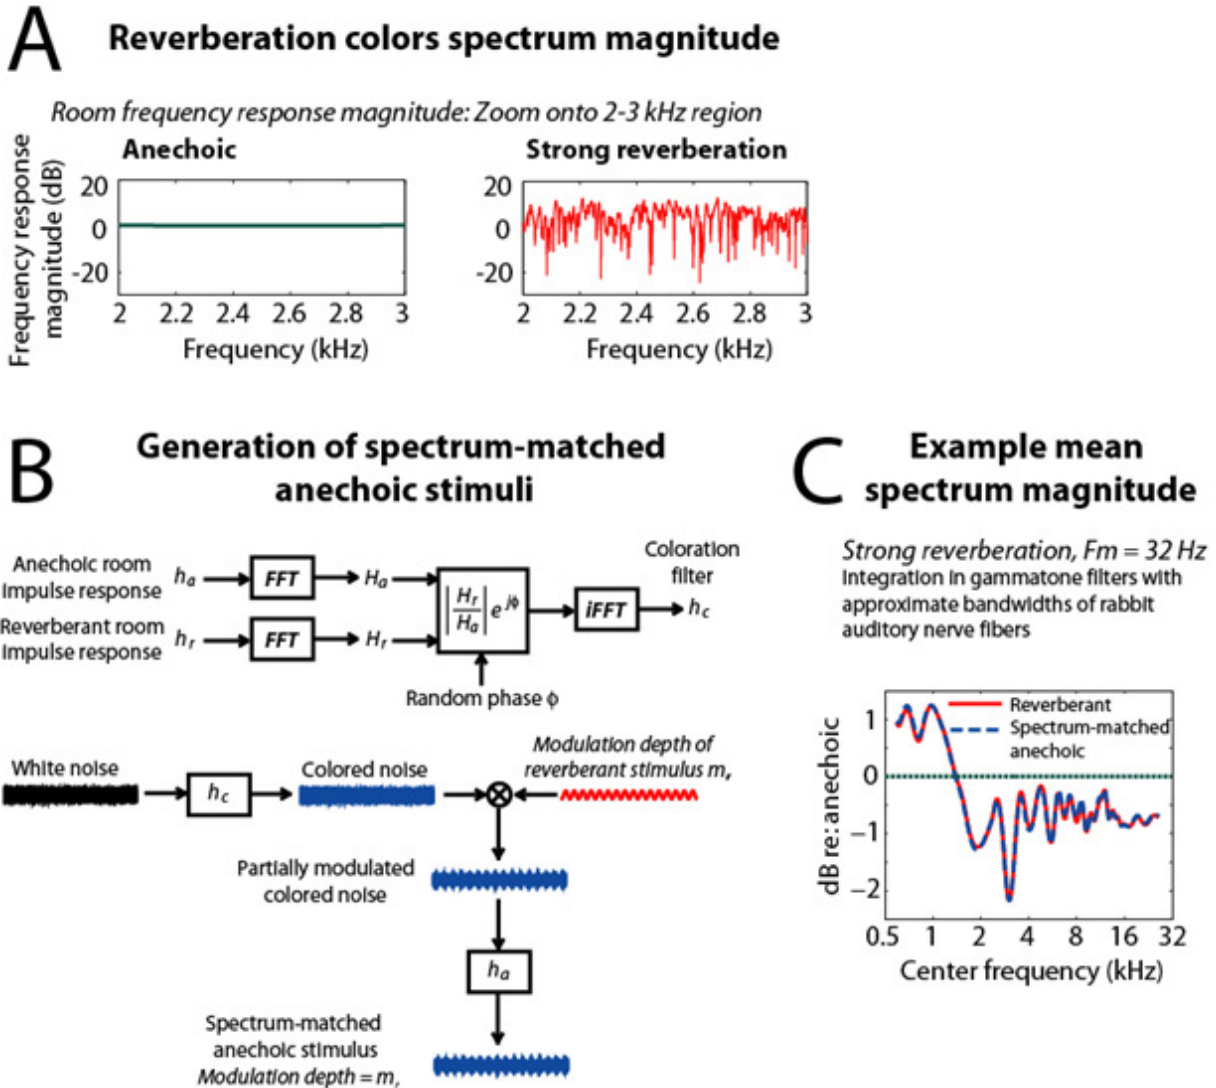 A
Reverberation colors spectrum magnitude
Room frequency response magnitude: Zoom onto 2-3 kHz region
Anechoic
Frequency response
magnitude (dB)
20
0
-20
2 2.2 2.4 2.6 2.8 3
Frequency (kHz)
Strong reverberation
20
0
-20
2 2.2 2.4 2.6 2.8 3
Frequency (kHz)
B
Generation of spectrum-matched
anechoic stimuli
Anechoic room
Impulse response
hₐ
FFT
Hₐ
Reverberant room
Impulse response
hᵣ
FFT
Hᵣ
|Hᵣ/Hₐ| e^jϕ
Random phase ϕ
iFFT
Coloration
filter
h_c
White noise
h_c
Colored noise
⊗
Modulation depth of
reverberant stimulus mᵣ
Partially modulated
colored noise
hₐ
Spectrum-matched
anechoic stimulus
Modulation depth = mᵣ
C
Example mean
spectrum magnitude
Strong reverberation, Fm = 32 Hz
Integration in gammatone filters with
approximate bandwidths of rabbit
auditory nerve fibers
Reverberant
Spectrum-matched
anechoic
dB re: anechoic
1
0
−1
−2
0.5 1 2 4 8 16 32
Center frequency (kHz)